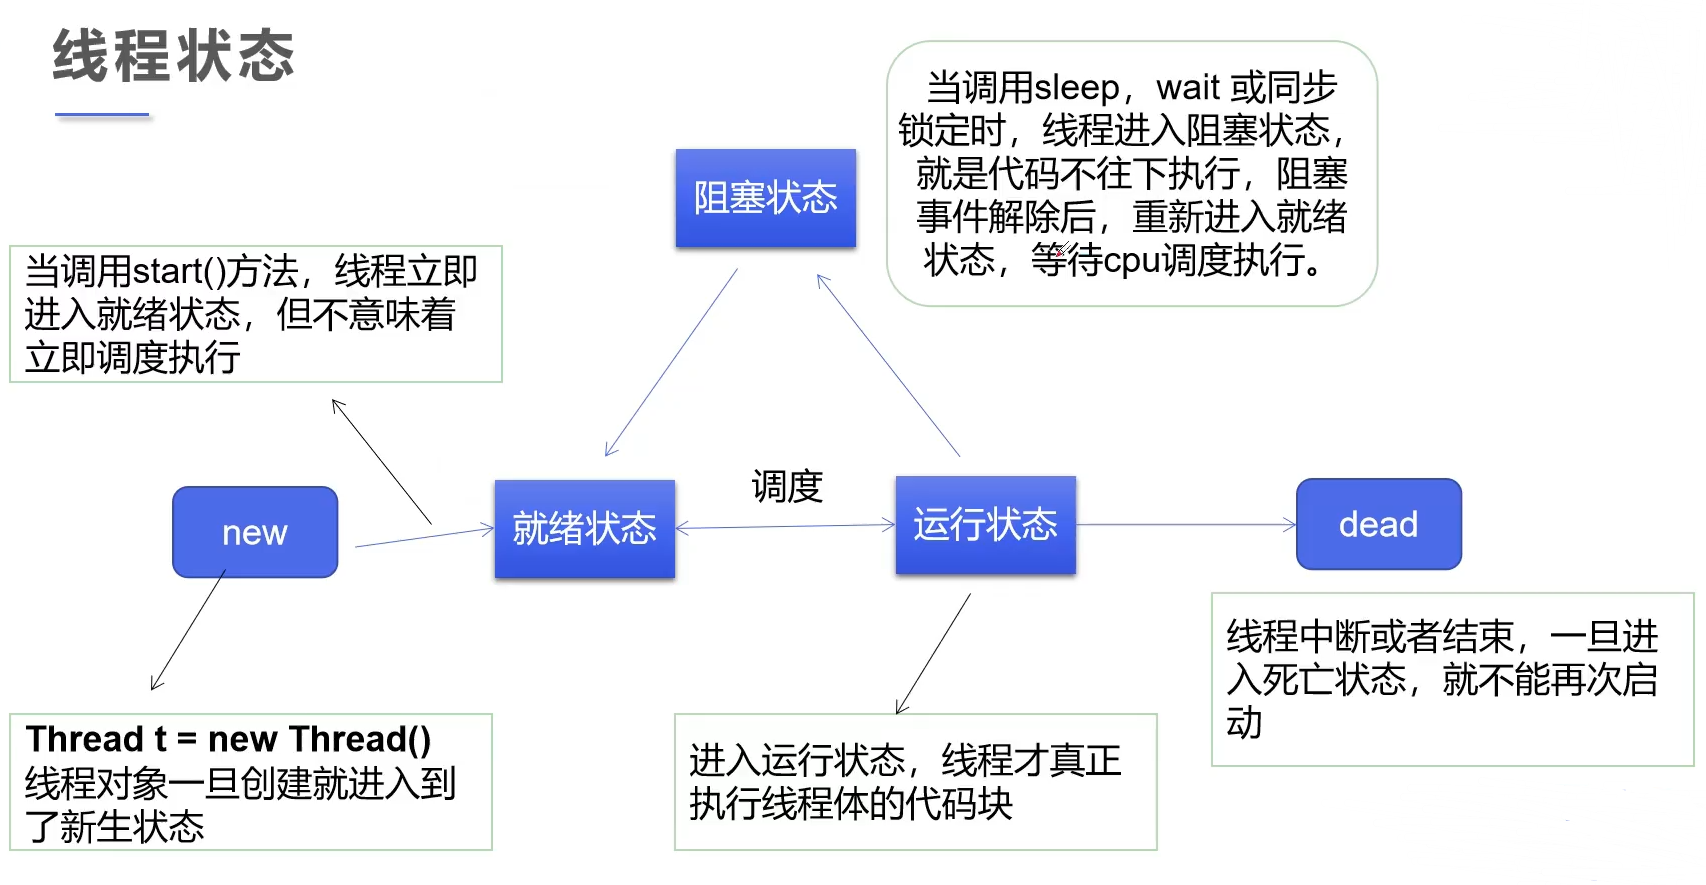 线程状态
当调用sleep，wait 或同步
锁定时，线程进入阻塞状态，
就是代码不往下执行，阻塞
事件解除后，重新进入就绪
状态，等待cpu调度执行。
阻塞状态
当调用start()方法，线程立即
进入就绪状态，但不意味着
立即调度执行
调度
new
就绪状态
运行状态
dead
Thread t = new Thread()
线程对象一旦创建就进入到
了新生状态
进入运行状态，线程才真正
执行线程体的代码块
线程中断或者结束，一旦进
入死亡状态，就不能再次启
动